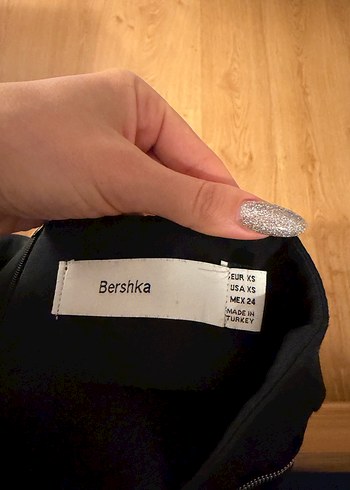 Bershka
EUR XS
USA XS
MEX 24
MADE IN
TURKEY